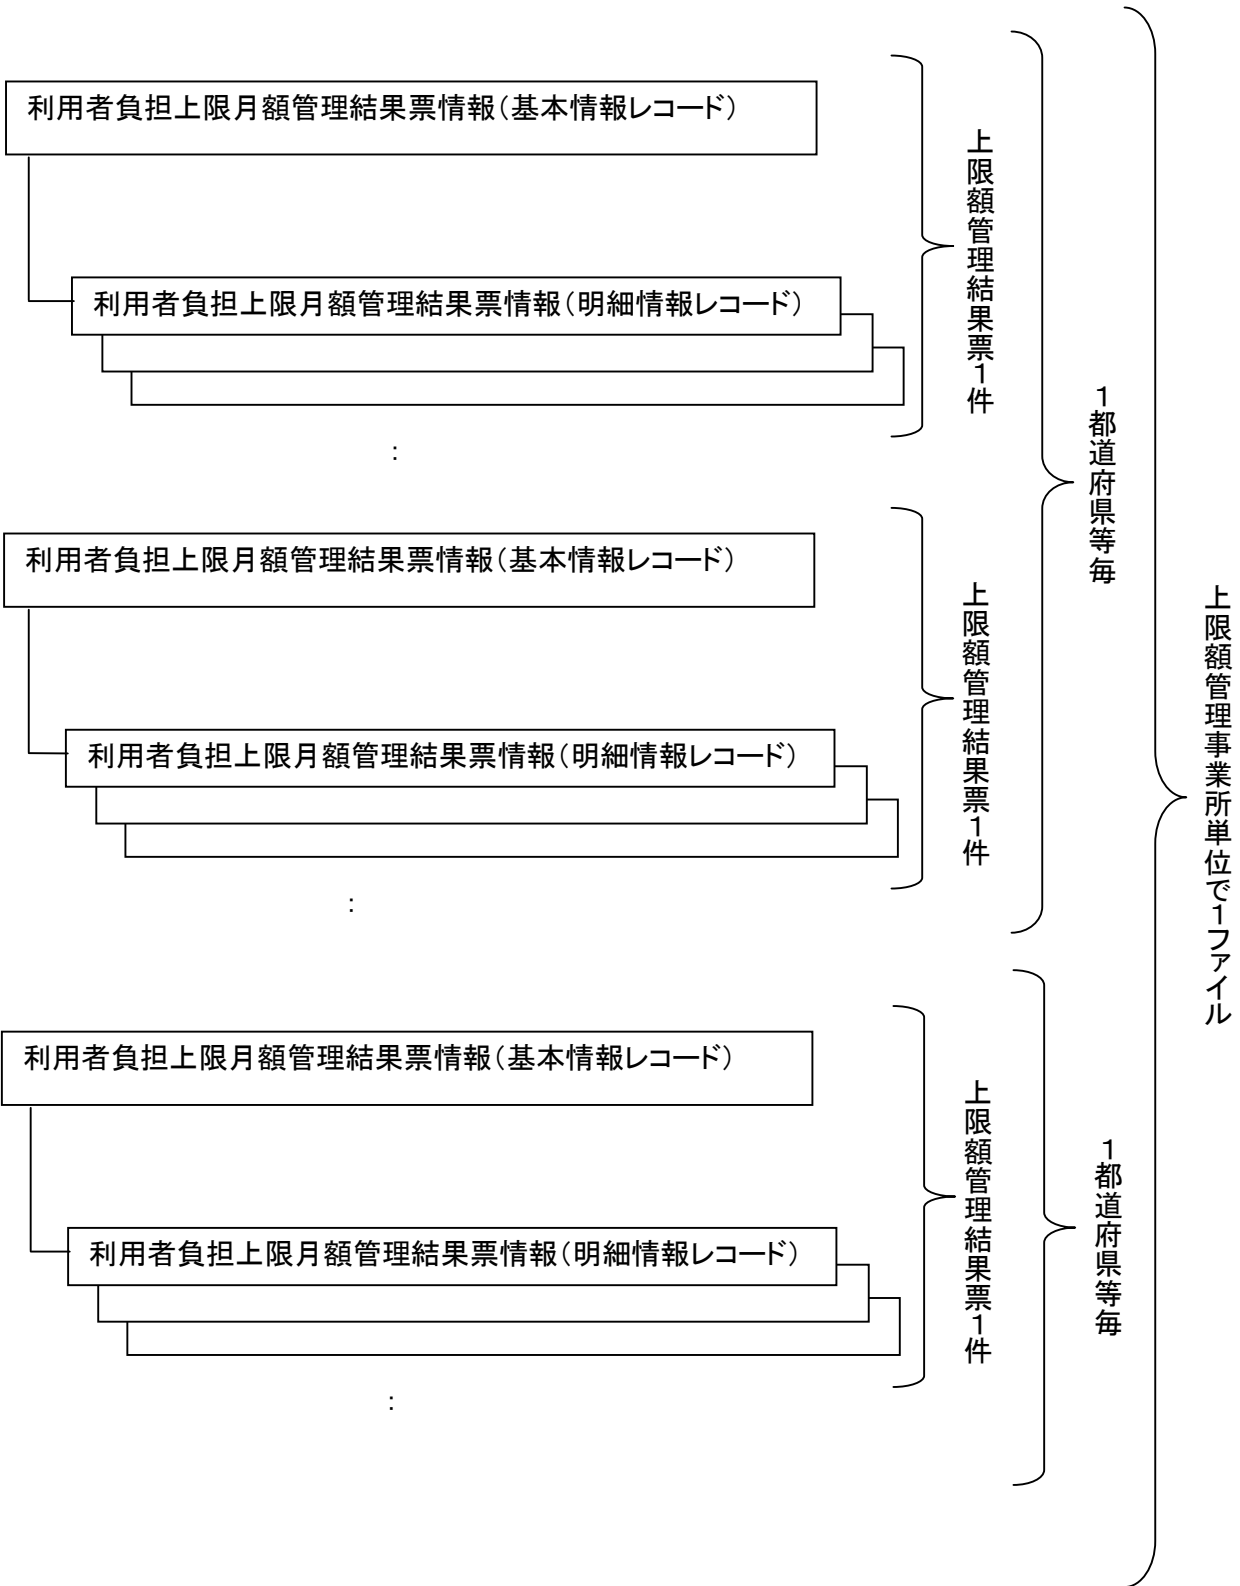 利用者負担上限月額管理結果票情報（基本情報レコード）
利用者負担上限月額管理結果票情報（明細情報レコード）
：
上限額管理結果票１件
利用者負担上限月額管理結果票情報（基本情報レコード）
利用者負担上限月額管理結果票情報（明細情報レコード）
：
上限額管理結果票１件
１都道府県等毎
利用者負担上限月額管理結果票情報（基本情報レコード）
利用者負担上限月額管理結果票情報（明細情報レコード）
：
上限額管理結果票１件
１都道府県等毎
上限額管理事業所単位で１ファイル